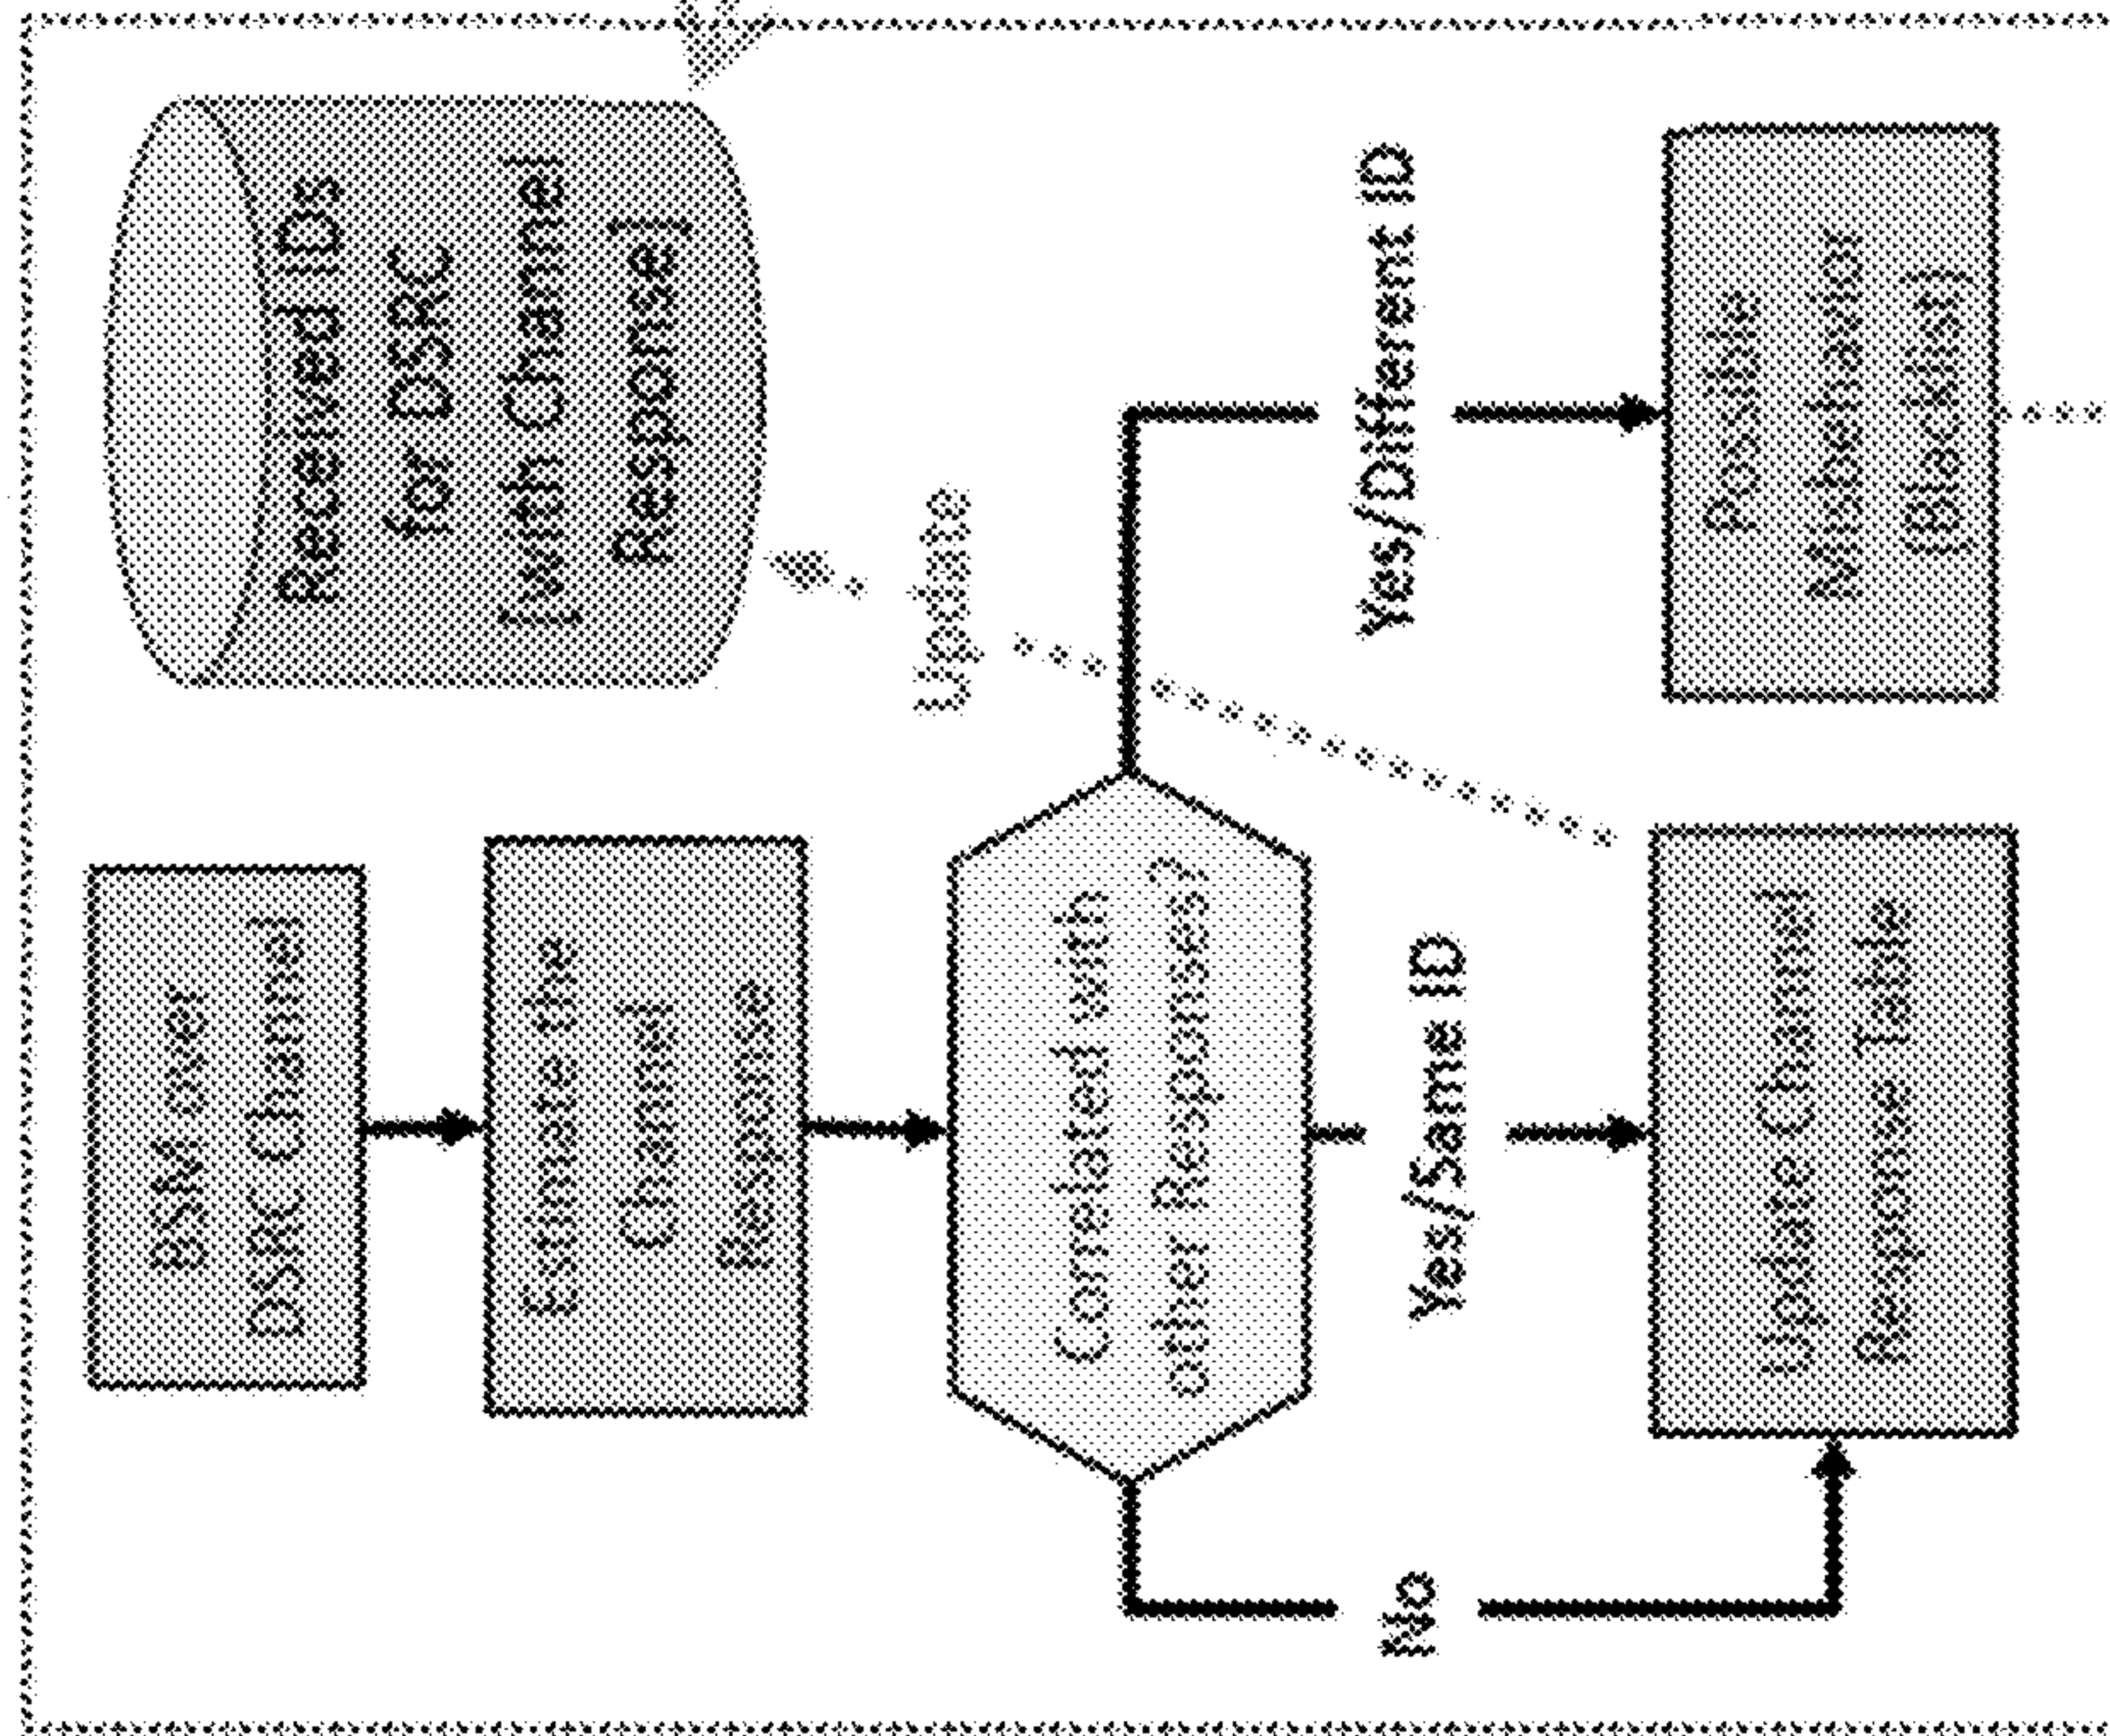 BSM over
DSRC Channel
Estimate the
Channel
Response
Correlated with
other Responses?
No
Yes/Same ID
Yes/Different ID
Update Channel
Response Table
Possible
Misbehavior
[Blacklist]
Update
Received IDs
for DSRC
[with Channel
Response]